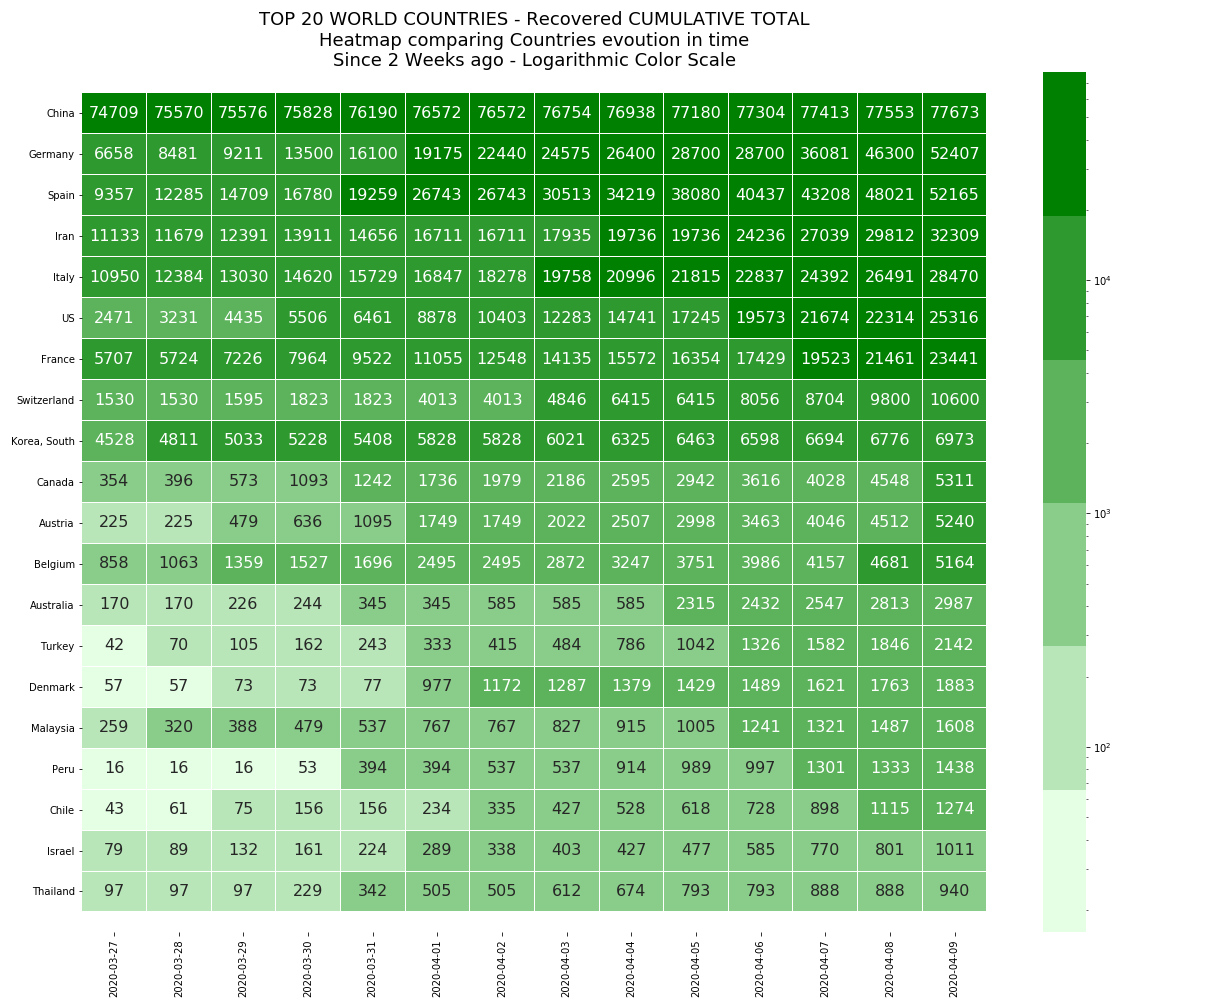 TOP 20 WORLD COUNTRIES - Recovered CUMULATIVE TOTAL
Heatmap comparing Countries evoution in time
Since 2 Weeks ago - Logarithmic Color Scale
China 74709 75570 75576 75828 76190 76572 76572 76754 76938 77180 77304 77413 77553 77673
Germany 6658 8481 9211 13500 16100 19175 22440 24575 26400 28700 28700 36081 46300 52407
Spain 9357 12285 14709 16780 19259 26743 26743 30513 34219 38080 40437 43208 48021 52165
Iran 11133 11679 12391 13911 14656 16711 16711 17935 19736 19736 24236 27039 29812 32309
Italy 10950 12384 13030 14620 15729 16847 18278 19758 20996 21815 22837 24392 26491 28470
US 2471 3231 4435 5506 6461 8878 10403 12283 14741 17245 19573 21674 22314 25316
France 5707 5724 7226 7964 9522 11055 12548 14135 15572 16354 17429 19523 21461 23441
Switzerland 1530 1530 1595 1823 1823 4013 4013 4846 6415 6415 8056 8704 9800 10600
Korea, South 4528 4811 5033 5228 5408 5828 5828 6021 6325 6463 6598 6694 6776 6973
Canada 354 396 573 1093 1242 1736 1979 2186 2595 2942 3616 4028 4548 5311
Austria 225 225 479 636 1095 1749 1749 2022 2507 2998 3463 4046 4512 5240
Belgium 858 1063 1359 1527 1696 2495 2495 2872 3247 3751 3986 4157 4681 5164
Australia 170 170 226 244 345 345 585 585 585 2315 2432 2547 2813 2987
Turkey 42 70 105 162 243 333 415 484 786 1042 1326 1582 1846 2142
Denmark 57 57 73 73 77 977 1172 1287 1379 1429 1489 1621 1763 1883
Malaysia 259 320 388 479 537 767 767 827 915 1005 1241 1321 1487 1608
Peru 16 16 16 53 394 394 537 537 914 989 997 1301 1333 1438
Chile 43 61 75 156 156 234 335 427 528 618 728 898 1115 1274
Israel 79 89 132 161 224 289 338 403 427 477 585 770 801 1011
Thailand 97 97 97 229 342 505 505 612 674 793 793 888 888 940
2020-03-27 2020-03-28 2020-03-29 2020-03-30 2020-03-31 2020-04-01 2020-04-02 2020-04-03 2020-04-04 2020-04-05 2020-04-06 2020-04-07 2020-04-08 2020-04-09
10⁴
10³
10²